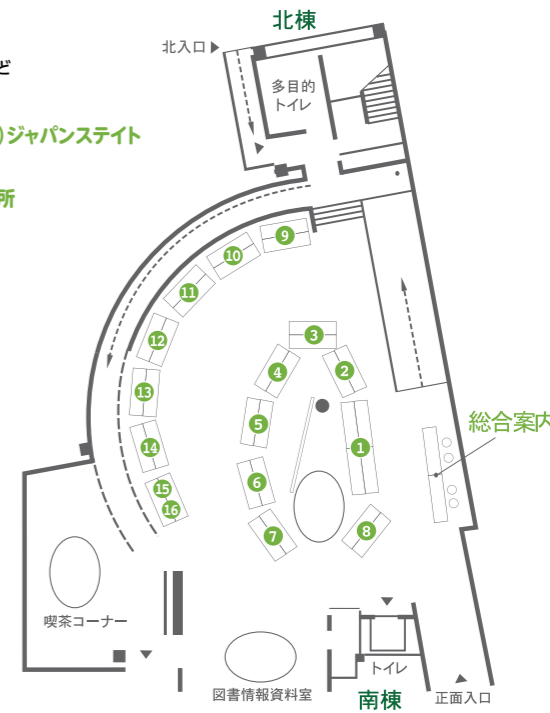 北棟
北入口
ど
多目的
トイレ
)ジャパンステイト
所
9
10
11
3
12
4
2
13
5
総合案内
14
1
15
6
16
7
8
喫茶コーナー
トイレ
図書情報資料室
南棟
正面入口